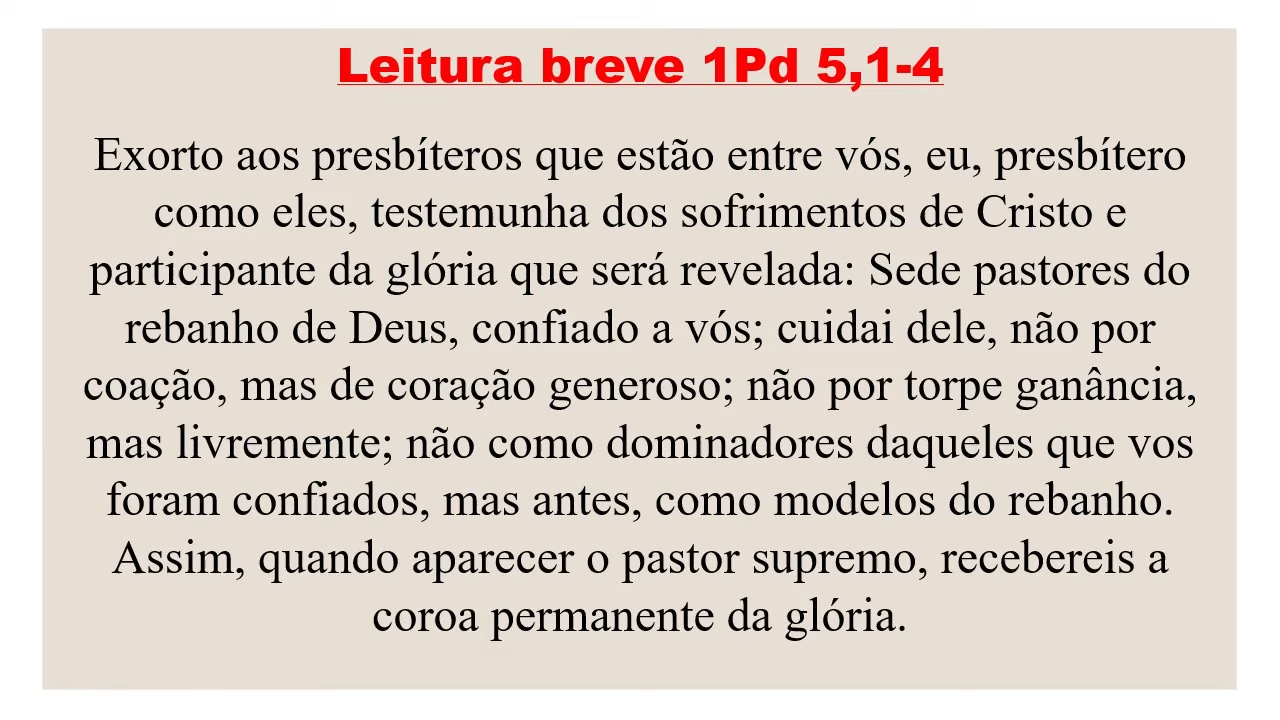 Leitura breve 1Pd 5,1-4
Exorto aos presbíteros que estão entre vós, eu, presbítero
como eles, testemunha dos sofrimentos de Cristo e
participante da glória que será revelada: Sede pastores do
rebanho de Deus, confiado a vós; cuidai dele, não por
coação, mas de coração generoso; não por torpe ganância,
mas livremente; não como dominadores daqueles que vos
foram confiados, mas antes, como modelos do rebanho.
Assim, quando aparecer o pastor supremo, recebereis a
coroa permanente da glória.